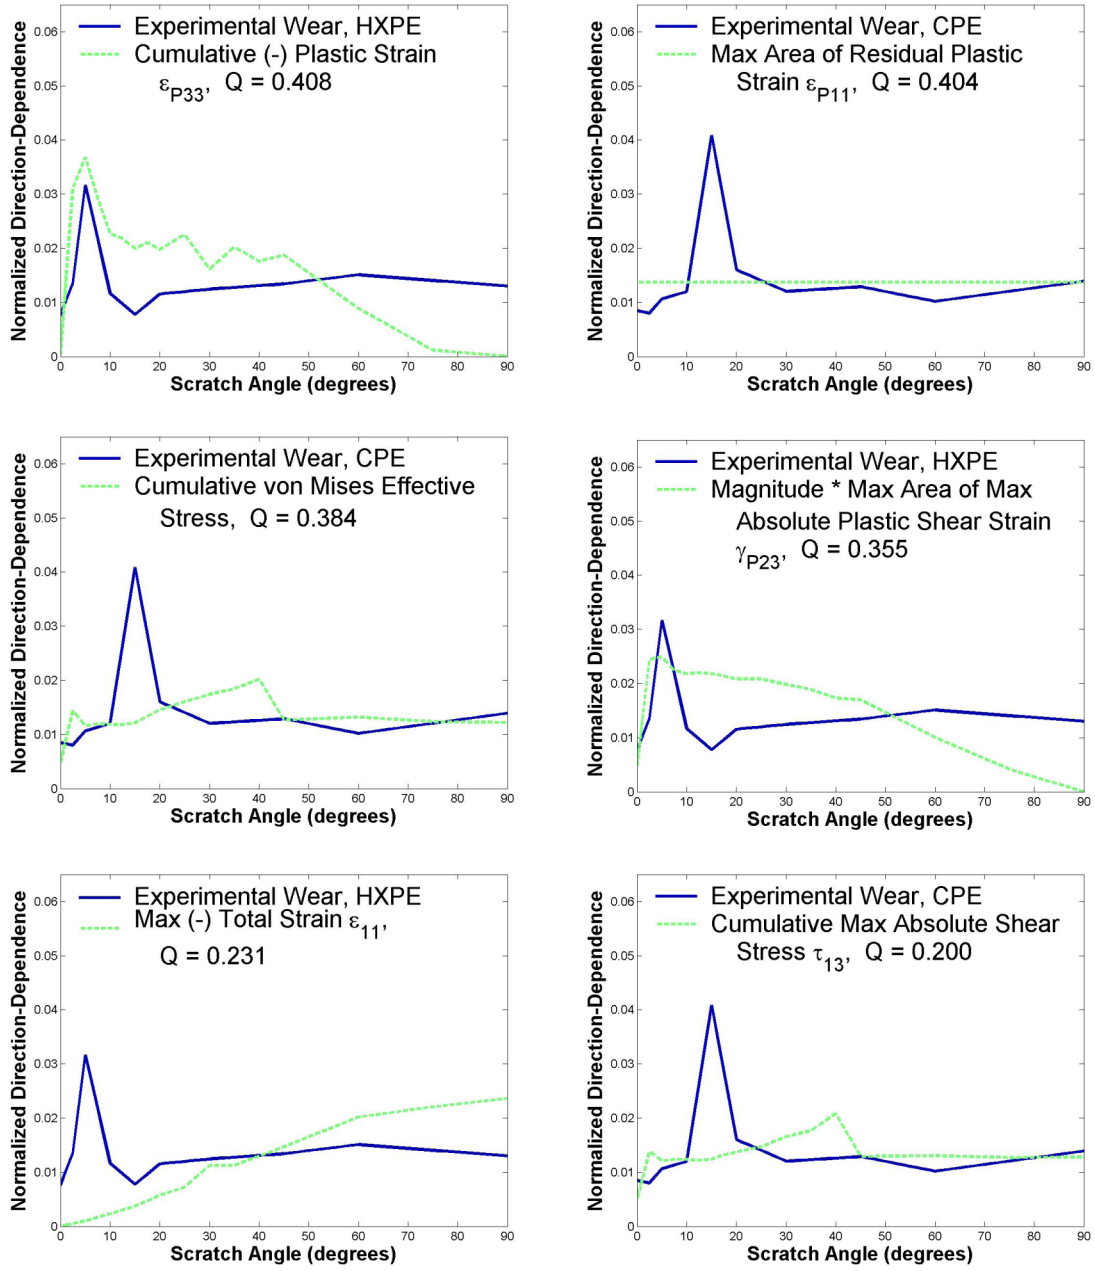 Normalized Direction-Dependence
0.06
0.05
0.04
0.03
0.02
0.01
0
Experimental Wear, HXPE
Cumulative (-) Plastic Strain
εP33, Q = 0.408
0 10 20 30 40 50 60 70 80 90
Scratch Angle (degrees)
Normalized Direction-Dependence
0.06
0.05
0.04
0.03
0.02
0.01
0
Experimental Wear, CPE
Max Area of Residual Plastic
Strain εP11, Q = 0.404
0 10 20 30 40 50 60 70 80 90
Scratch Angle (degrees)
Normalized Direction-Dependence
0.06
0.05
0.04
0.03
0.02
0.01
0
Experimental Wear, CPE
Cumulative von Mises Effective
Stress, Q = 0.384
0 10 20 30 40 50 60 70 80 90
Scratch Angle (degrees)
Normalized Direction-Dependence
0.06
0.05
0.04
0.03
0.02
0.01
0
Experimental Wear, HXPE
Magnitude * Max Area of Max
Absolute Plastic Shear Strain
γP23, Q = 0.355
0 10 20 30 40 50 60 70 80 90
Scratch Angle (degrees)
Normalized Direction-Dependence
0.06
0.05
0.04
0.03
0.02
0.01
0
Experimental Wear, HXPE
Max (-) Total Strain ε11,
Q = 0.231
0 10 20 30 40 50 60 70 80 90
Scratch Angle (degrees)
Normalized Direction-Dependence
0.06
0.05
0.04
0.03
0.02
0.01
0
Experimental Wear, CPE
Cumulative Max Absolute Shear
Stress τ13, Q = 0.200
0 10 20 30 40 50 60 70 80 90
Scratch Angle (degrees)